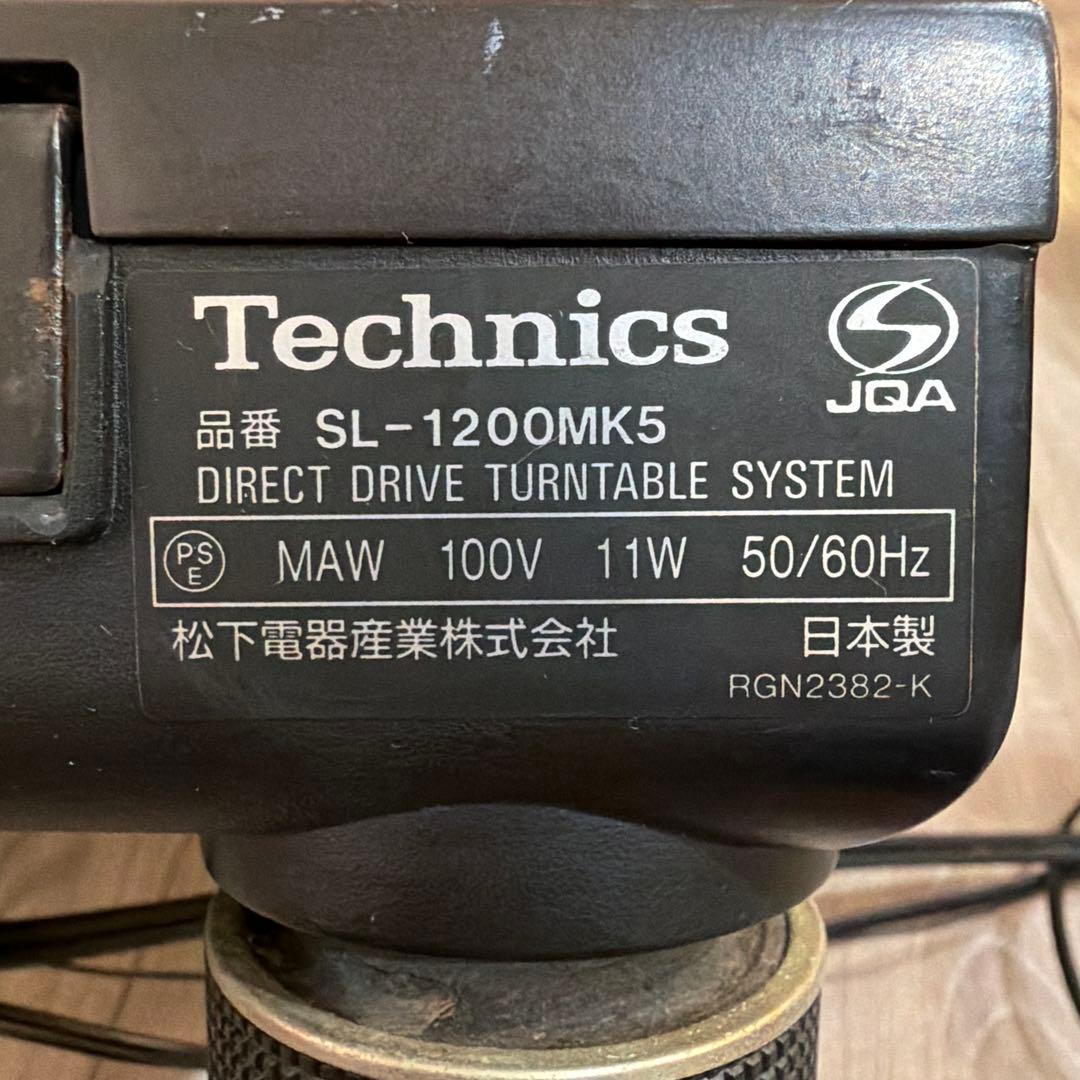 Technics
JQA
品番 SL-1200MK5
DIRECT DRIVE TURNTABLE SYSTEM
PSE MAW 100V 11W 50/60Hz
松下電器産業株式会社 日本製
RGN2382-K